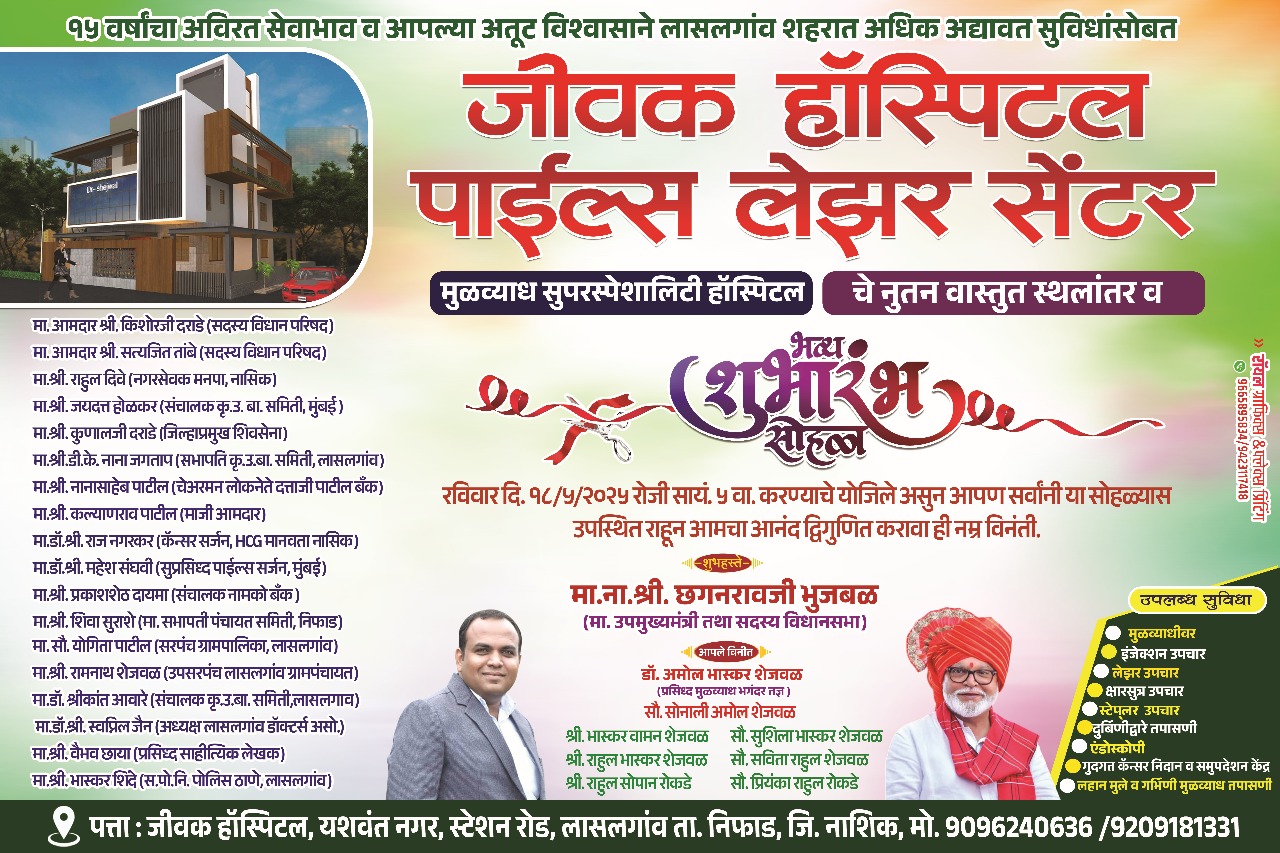 १५ वर्षांचा अविरत सेवाभाव व आपल्या अतूट विश्वासाने लासलगांव शहरात अधिक अद्यावत सुविधांसोबत
जीवक हॉस्पिटल
पाईल्स लेझर सेंटर
Dr- shejwal
मुळव्याध सुपरस्पेशालिटी हॉस्पिटल
चे नुतन वास्तुत स्थलांतर व
भव्य
शुभारंभ
सोहळा
रविवार दि. १८/५/२०२५ रोजी सायं. ५ वा. करण्याचे योजिले असुन आपण सर्वांनी या सोहळ्यास
उपस्थित राहून आमचा आनंद द्विगुणित करावा ही नम्र विनंती.
शुभहस्ते
मा.ना.श्री. छगनरावजी भुजबळ
(मा. उपमुख्यमंत्री तथा सदस्य विधानसभा)
आपले विनीत
डॉ. अमोल भास्कर शेजवळ
(प्रसिध्द मुळव्याध भगंदर तज्ञ )
सौ. सोनाली अमोल शेजवळ
श्री. भास्कर वामन शेजवळ सौ. सुशिला भास्कर शेजवळ
श्री. राहुल भास्कर शेजवळ सौ. सविता राहुल शेजवळ
श्री. राहुल सोपान रोकडे सौ. प्रियंका राहुल रोकडे
मा. आमदार श्री. किशोरजी दराडे (सदस्य विधान परिषद)
मा. आमदार श्री. सत्यजित तांबे (सदस्य विधान परिषद)
मा.श्री. राहुल दिवे (नगरसेवक मनपा, नासिक)
मा.श्री. जयदत्त होळकर (संचालक कृ.उ. बा. समिती, मुंबई )
मा.श्री. कुणालजी दराडे (जिल्हाप्रमुख शिवसेना)
मा.श्री.डी.के. नाना जगताप (सभापति कृ.उ.बा. समिती, लासलगांव)
मा.श्री. नानासाहेब पाटील (चेअरमन लोकनेते दत्ताजी पाटील बँक)
मा.श्री. कल्याणराव पाटील (माजी आमदार)
मा.डॉ.श्री. राज नगरकर (कॅन्सर सर्जन, HCG मानवता नासिक)
मा.डॉ.श्री. महेश संघवी (सुप्रसिध्द पाईल्स सर्जन, मुंबई)
मा.श्री. प्रकाशशेठ दायमा (संचालक नामको बँक )
मा.श्री. शिवा सुराशे (मा. सभापती पंचायत समिती, निफाड)
मा. सौ. योगिता पाटील (सरपंच ग्रामपालिका, लासलगांव)
मा.श्री. रामनाथ शेजवळ (उपसरपंच लासलगांव ग्रामपंचायत)
मा.डॉ. श्रीकांत आवारे (संचालक कृ.उ.बा. समिती,लासलगाव)
मा.डॉ.श्री. स्वप्निल जैन (अध्यक्ष लासलगांव डॉक्टर्स असो.)
मा.श्री. वैभव छाया (प्रसिध्द साहीत्यिक लेखक)
मा.श्री. भास्कर शिंदे (स.पो.नि. पोलिस ठाणे, लासलगांव)
उपलब्ध सुविधा
मुळव्याधीवर
इंजेक्शन उपचार
लेझर उपचार
क्षारसुत्र उपचार
स्टेप्लर उपचार
दुर्बिणीद्वारे तपासणी
एंडोस्कोपी
गुदगत कॅन्सर निदान व समुपदेशन केंद्र
लहान मुले व गर्भिणी मुळव्याध तपासणी
रॉयल ग्राफिक्स & फ्लेक्स प्रिंटिंग
9665895834/9423117418
पत्ता : जीवक हॉस्पिटल, यशवंत नगर, स्टेशन रोड, लासलगांव ता. निफाड, जि. नाशिक, मो. 9096240636 /9209181331